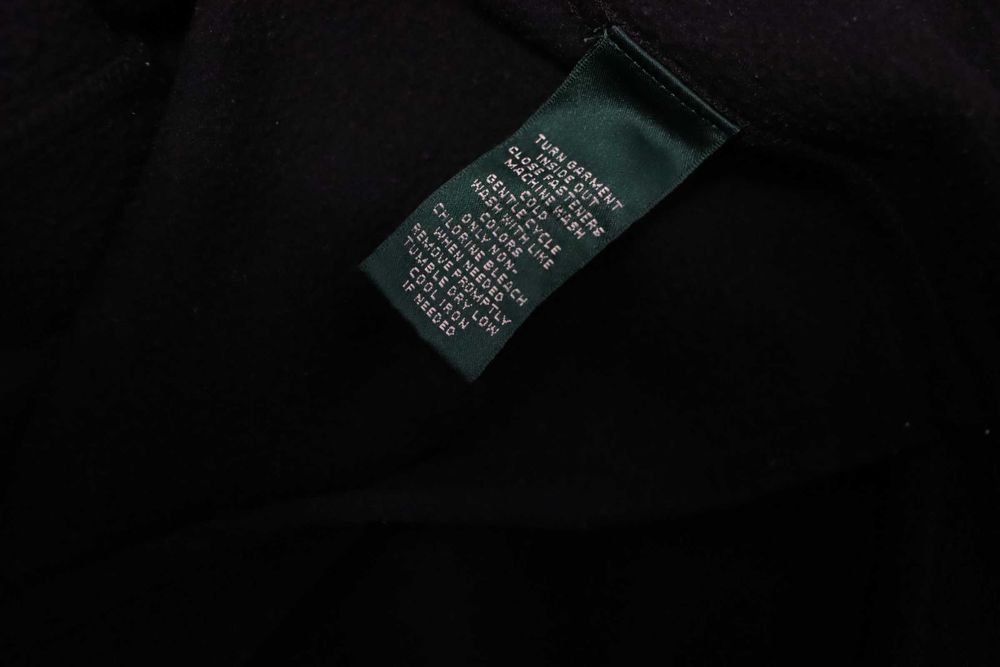 TURN GARMENT
INSIDE OUT
CLOSE FASTENERS
MACHINE WASH
COLD
GENTLE CYCLE
WASH WITH LIKE
COLORS
ONLY NON-
CHLORINE BLEACH
WHEN NEEDED
REMOVE PROMPTLY
TUMBLE DRY LOW
COOL IRON
IF NEEDED